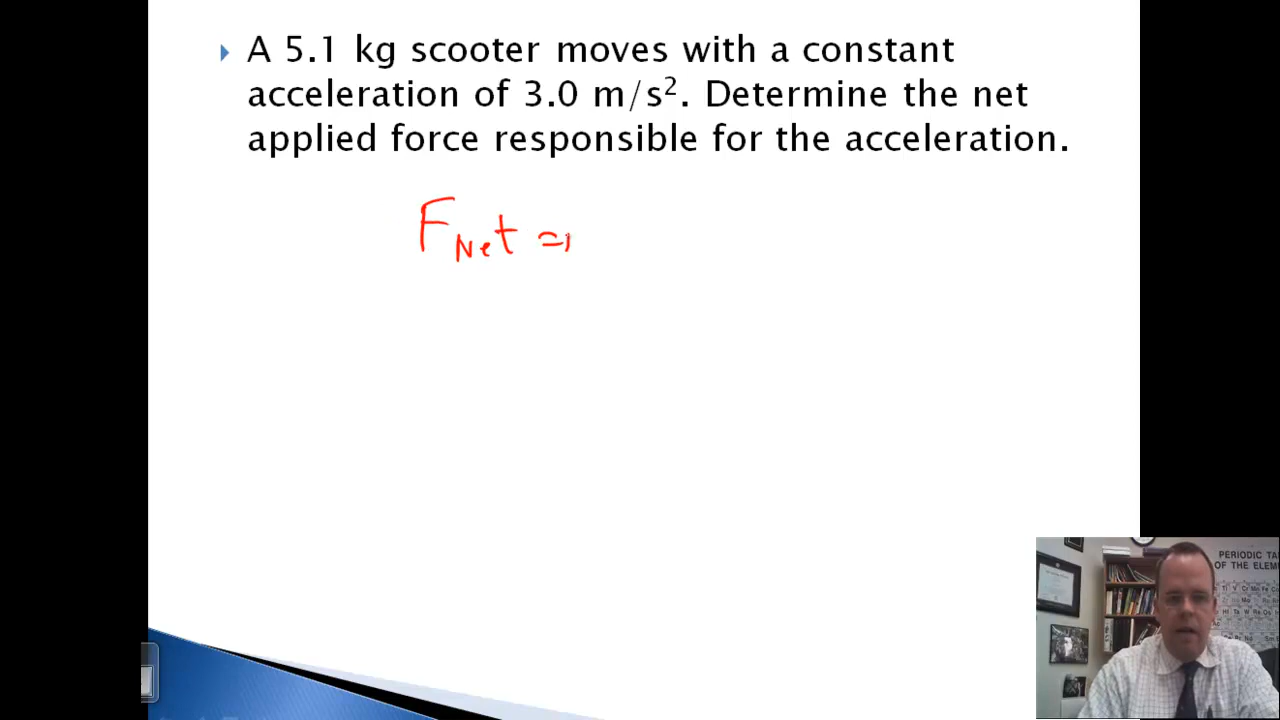 A 5.1 kg scooter moves with a constant
acceleration of 3.0 m/s². Determine the net
applied force responsible for the acceleration.
F Net =
PERIODIC TA
OF THE ELEM